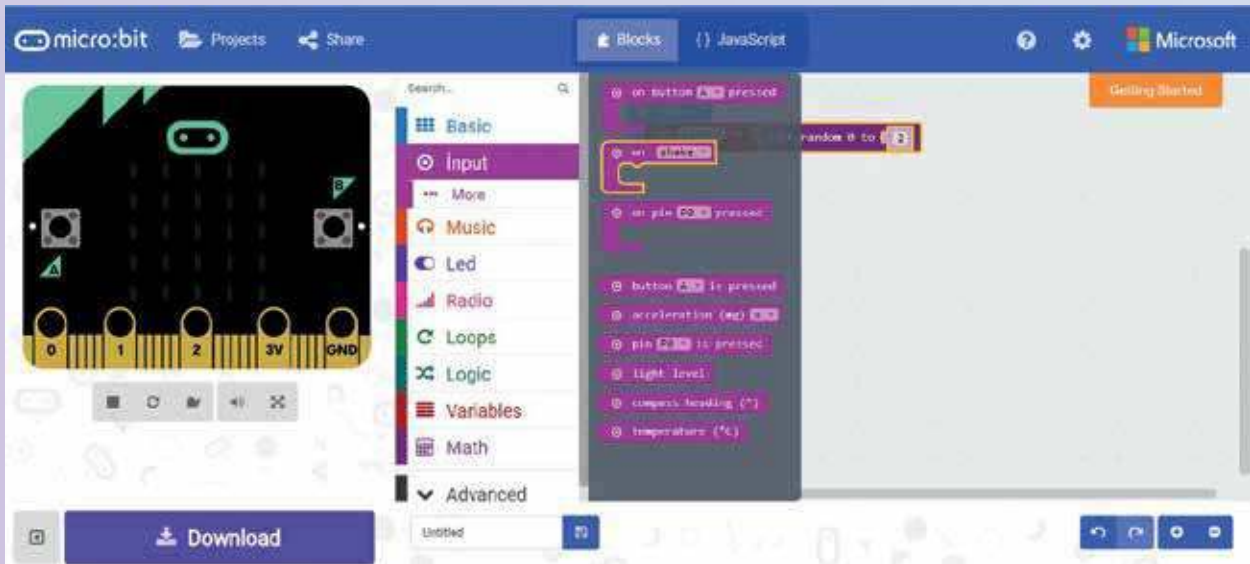 micro:bit Projects Share Blocks {} JavaScript Microsoft
Getting Started
Search...
Basic
Input
More
Music
Led
Radio
Loops
Logic
Variables
Math
Advanced
on button A pressed
on shake
random 0 to 2
on pin P0 pressed
button A is pressed
acceleration (mg) x
pin P0 is pressed
light level
compass heading (°)
temperature (°C)
B
A
0 1 2 3V GND
Download
Untitled